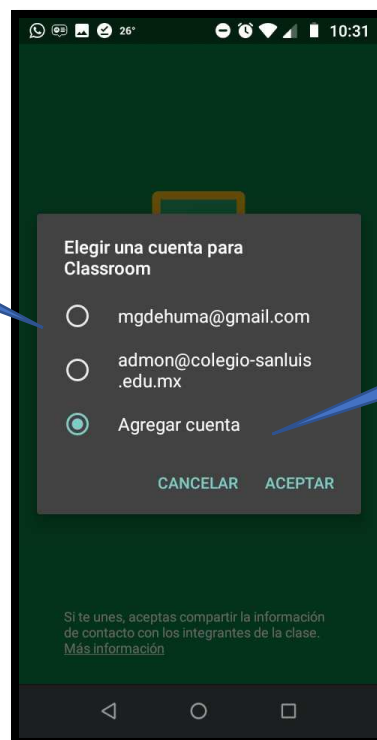 26° 10:31
Elegir una cuenta para
Classroom
mgdehuma@gmail.com
admon@colegio-sanluis
.edu.mx
Agregar cuenta
CANCELAR ACEPTAR
Si te unes, aceptas compartir la información
de contacto con los integrantes de la clase.
Más información